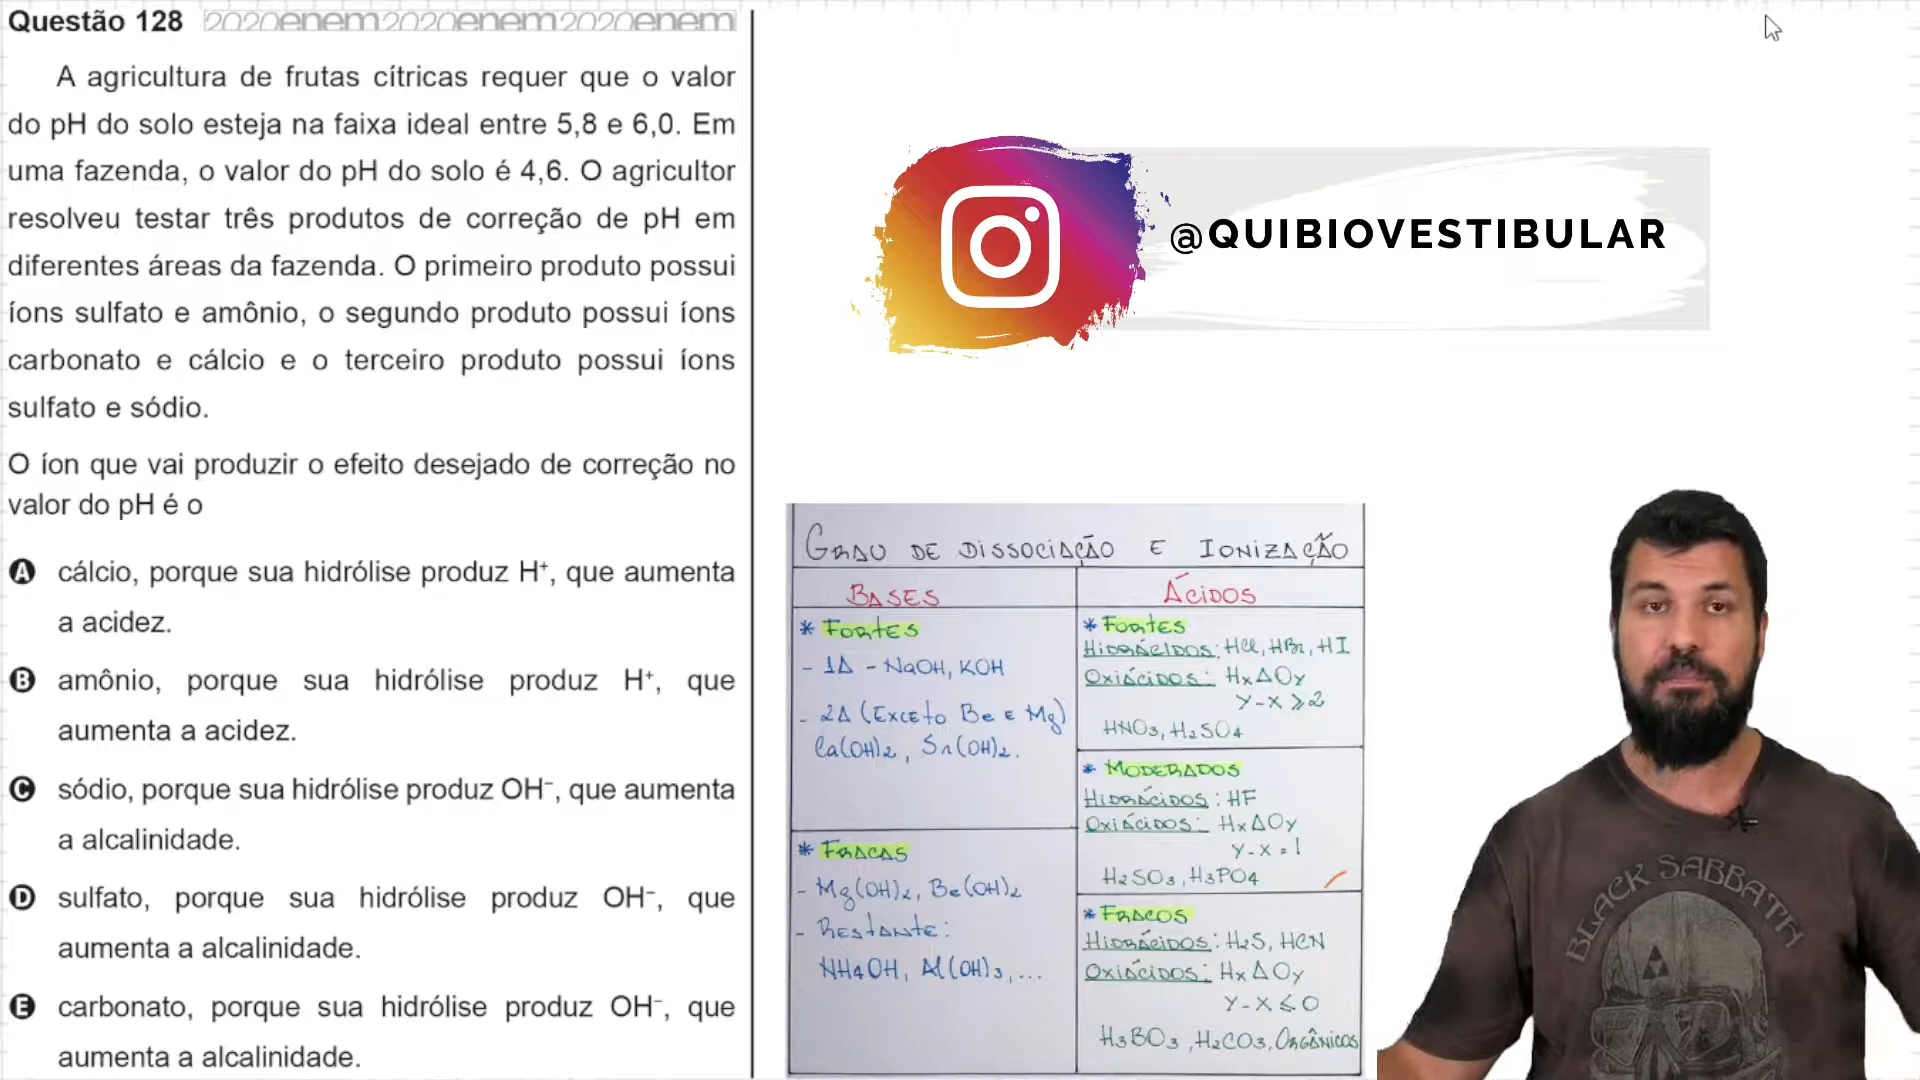 Questão 128 2020enem2020enem2020enem
A agricultura de frutas cítricas requer que o valor
do pH do solo esteja na faixa ideal entre 5,8 e 6,0. Em
uma fazenda, o valor do pH do solo é 4,6. O agricultor
resolveu testar três produtos de correção de pH em
diferentes áreas da fazenda. O primeiro produto possui
íons sulfato e amônio, o segundo produto possui íons
carbonato e cálcio e o terceiro produto possui íons
sulfato e sódio.
O íon que vai produzir o efeito desejado de correção no
valor do pH é o
A cálcio, porque sua hidrólise produz H⁺, que aumenta
a acidez.
B amônio, porque sua hidrólise produz H⁺, que
aumenta a acidez.
C sódio, porque sua hidrólise produz OH⁻, que aumenta
a alcalinidade.
D sulfato, porque sua hidrólise produz OH⁻, que
aumenta a alcalinidade.
E carbonato, porque sua hidrólise produz OH⁻, que
aumenta a alcalinidade.
@QUIBIOVESTIBULAR
GRAU DE DISSOCIAÇÃO E IONIZAÇÃO
BASES
* FORTES
- 1A - NaOH, KOH
- 2A (EXCETO Be E Mg)
Ca(OH)₂, Sr(OH)₂.
* FRACAS
- Mg(OH)₂, Be(OH)₂
- RESTANTE:
NH₄OH, Al(OH)₃, ...
ÁCIDOS
* FORTES
HIDRÁCIDOS: HCl, HBr, HI
OXIÁCIDOS: HxAOy
Y-X ⩾ 2
HNO₃, H₂SO₄
* MODERADOS
HIDRÁCIDOS: HF
OXIÁCIDOS: HxAOy
Y-X = 1
H₂SO₃, H₃PO₄
* FRACOS
HIDRÁCIDOS: H₂S, HCN
OXIÁCIDOS: HxAOy
Y-X ≤ 0
H₃BO₃, H₂CO₃, ORGÂNICOS
BLACK SABBATH